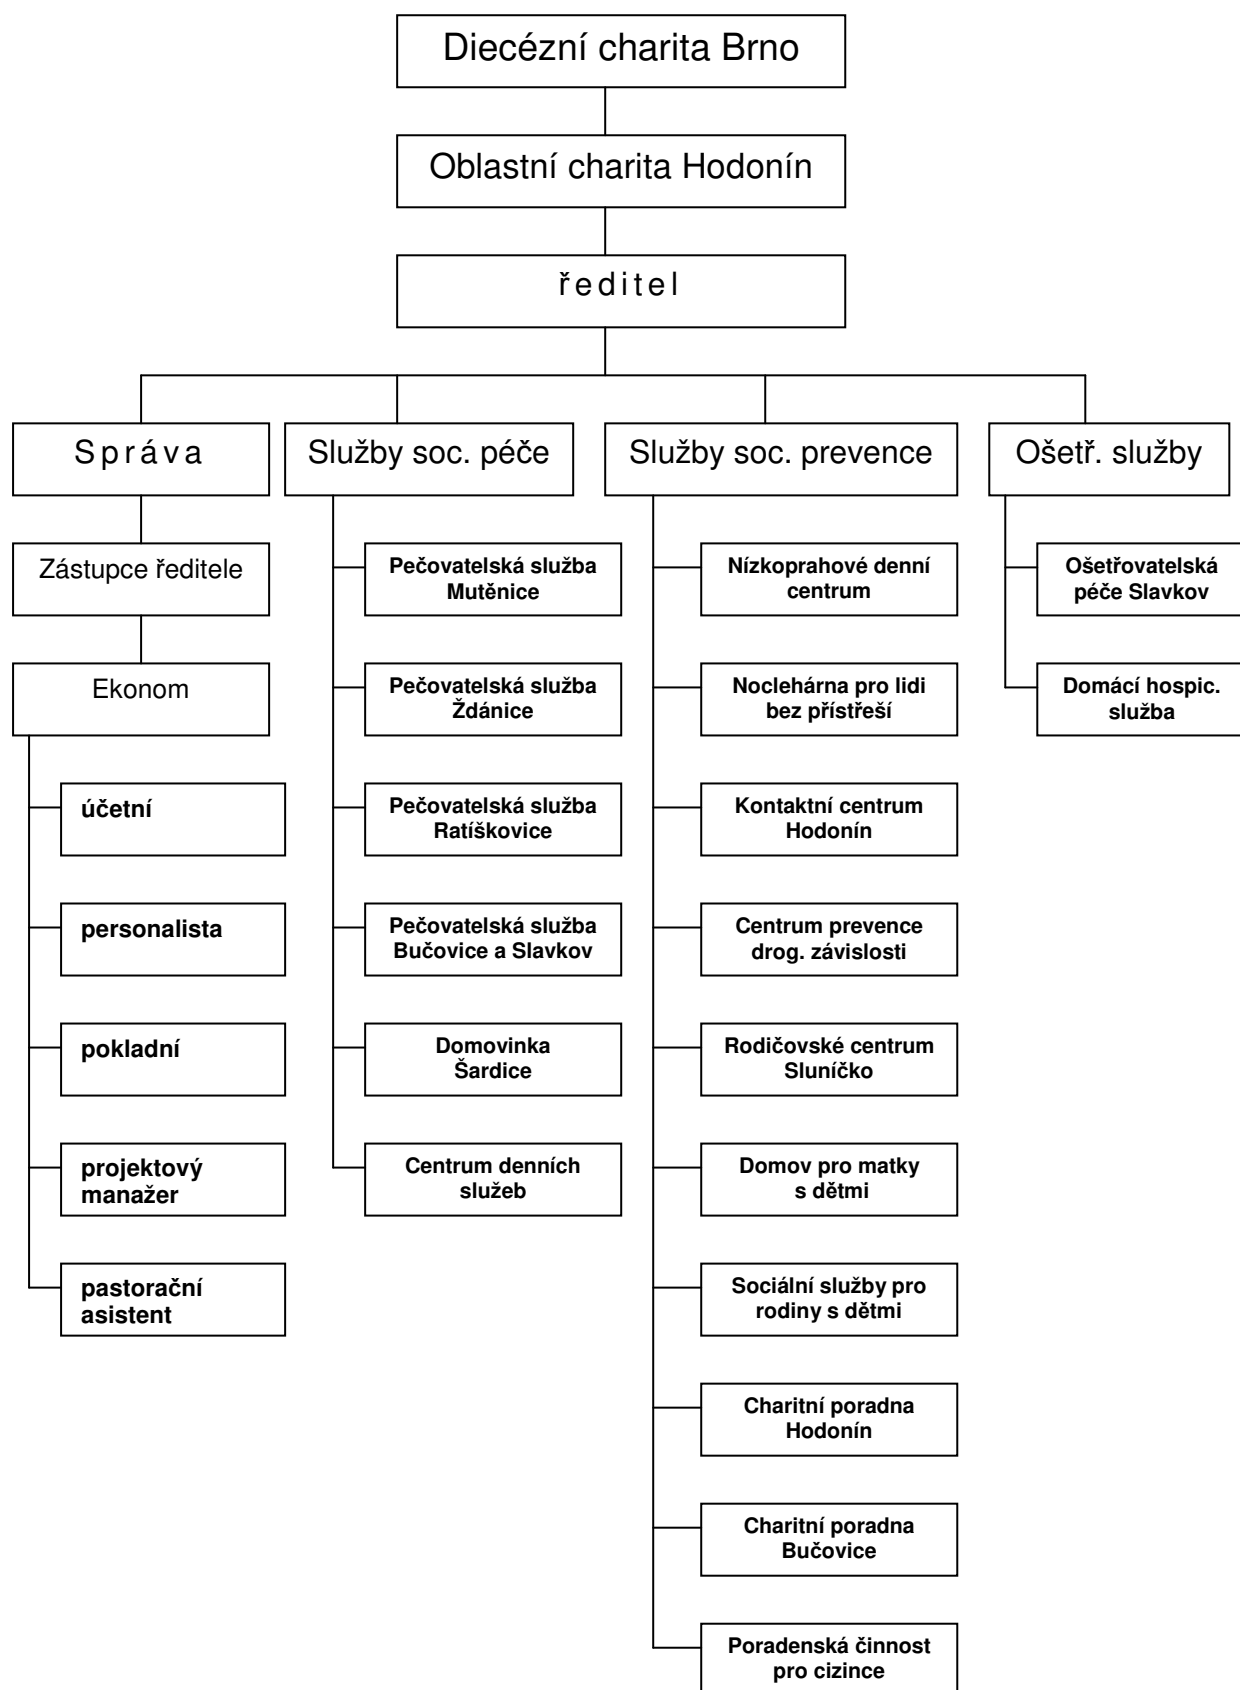 Diecézní charita Brno
Oblastní charita Hodonín
ředitel
Správa
Zástupce ředitele
Ekonom
účetní
personalista
pokladní
projektový
manažer
pastorační
asistent
Služby soc. péče
Pečovatelská služba
Mutěnice
Pečovatelská služba
Ždánice
Pečovatelská služba
Ratíškovice
Pečovatelská služba
Bučovice a Slavkov
Domovinka
Šardice
Centrum denních
služeb
Služby soc. prevence
Nízkoprahové denní
centrum
Noclehárna pro lidi
bez přístřeší
Kontaktní centrum
Hodonín
Centrum prevence
drog. závislosti
Rodičovské centrum
Sluníčko
Domov pro matky
s dětmi
Sociální služby pro
rodiny s dětmi
Charitní poradna
Hodonín
Charitní poradna
Bučovice
Poradenská činnost
pro cizince
Ošetř. služby
Ošetřovatelská
péče Slavkov
Domácí hospic.
služba